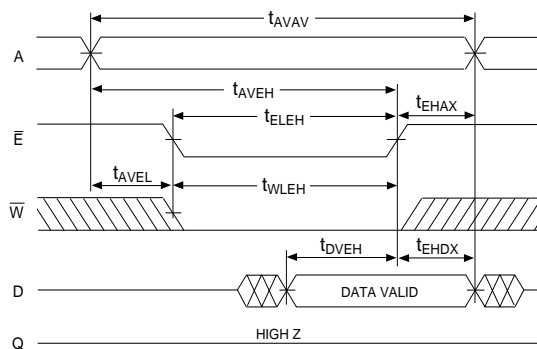 tAVAV
A
tAVEH
tELEH
tEHAX
E
tAVEL
tWLEH
W
tDVEH
tEHDX
D
DATA VALID
Q
HIGH Z